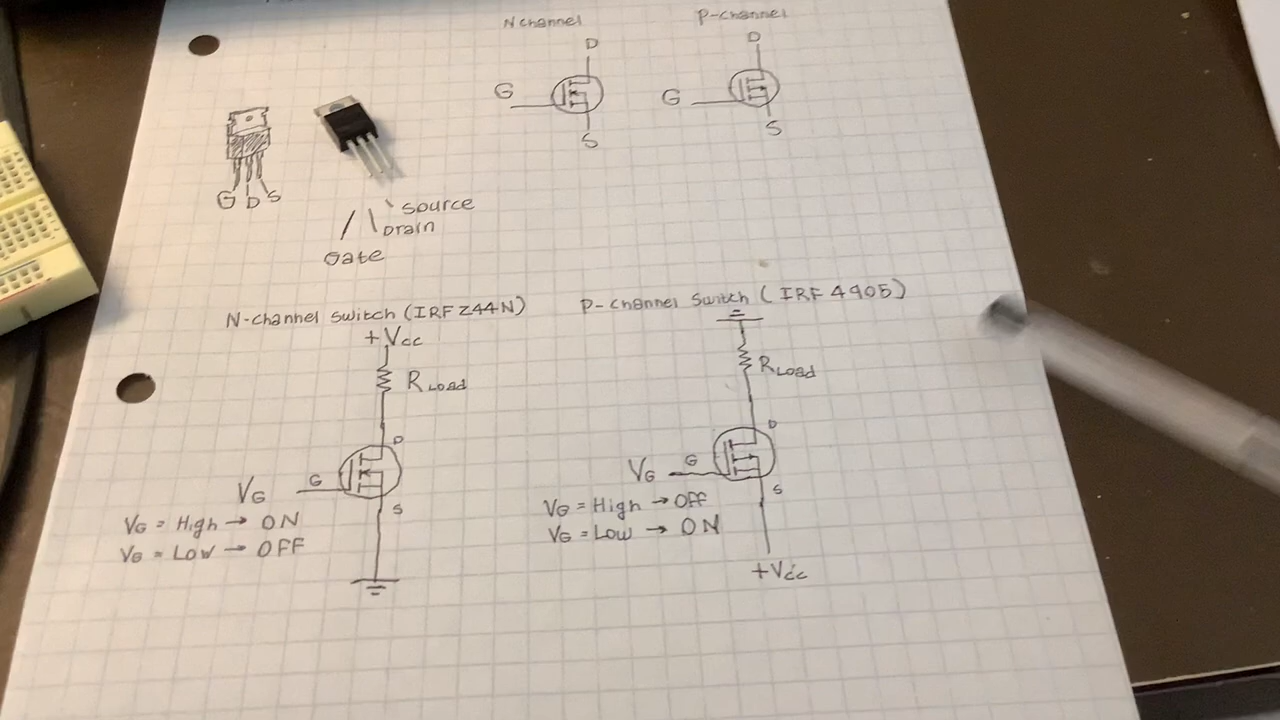 N channel
P-channel
D
D
G
G
S
S
G D S
source
Drain
Gate
N-channel switch (IRFZ44N)
+Vcc
RLoad
D
G
VG
S
VG = High → ON
VG = Low → OFF
P-channel Switch (IRF4905)
RLoad
D
G
VG
S
VG = High → Off
VG = Low → ON
+Vcc